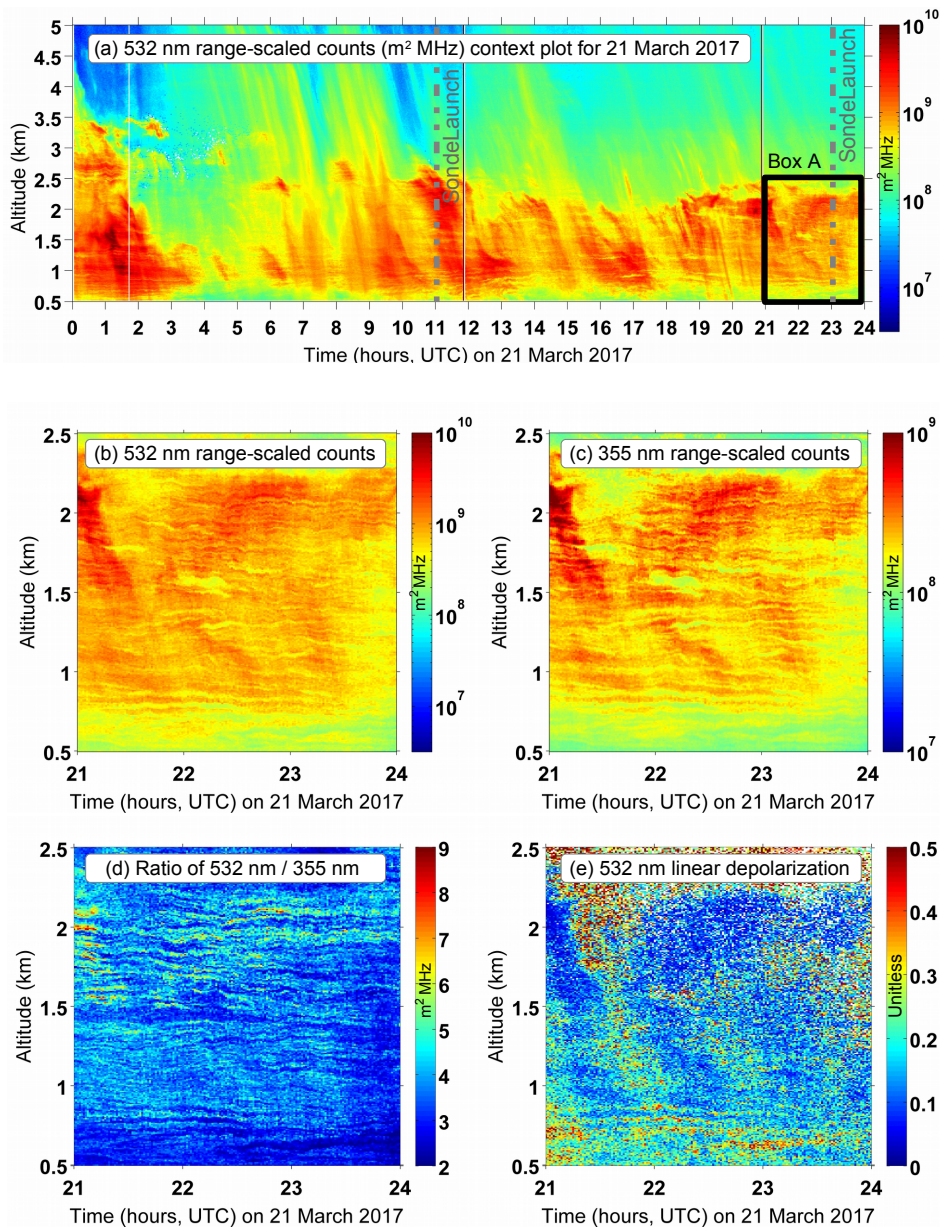 (a) 532 nm range-scaled counts (m² MHz) context plot for 21 March 2017
5
4.5
4
3.5
3
2.5
2
1.5
1
0.5
Altitude (km)
SondeLaunch
SondeLaunch
Box A
10¹⁰
10⁹
10⁸
10⁷
m² MHz
0 1 2 3 4 5 6 7 8 9 10 11 12 13 14 15 16 17 18 19 20 21 22 23 24
Time (hours, UTC) on 21 March 2017
(b) 532 nm range-scaled counts
2.5
2
1.5
1
0.5
Altitude (km)
10¹⁰
10⁹
10⁸
10⁷
m² MHz
21 22 23 24
Time (hours, UTC) on 21 March 2017
(c) 355 nm range-scaled counts
2.5
2
1.5
1
0.5
Altitude (km)
10⁹
10⁸
10⁷
m² MHz
21 22 23 24
Time (hours, UTC) on 21 March 2017
(d) Ratio of 532 nm / 355 nm
2.5
2
1.5
1
0.5
Altitude (km)
9
8
7
6
5
4
3
2
m² MHz
21 22 23 24
Time (hours, UTC) on 21 March 2017
(e) 532 nm linear depolarization
2.5
2
1.5
1
0.5
Altitude (km)
0.5
0.4
0.3
0.2
0.1
0
Unitless
21 22 23 24
Time (hours, UTC) on 21 March 2017